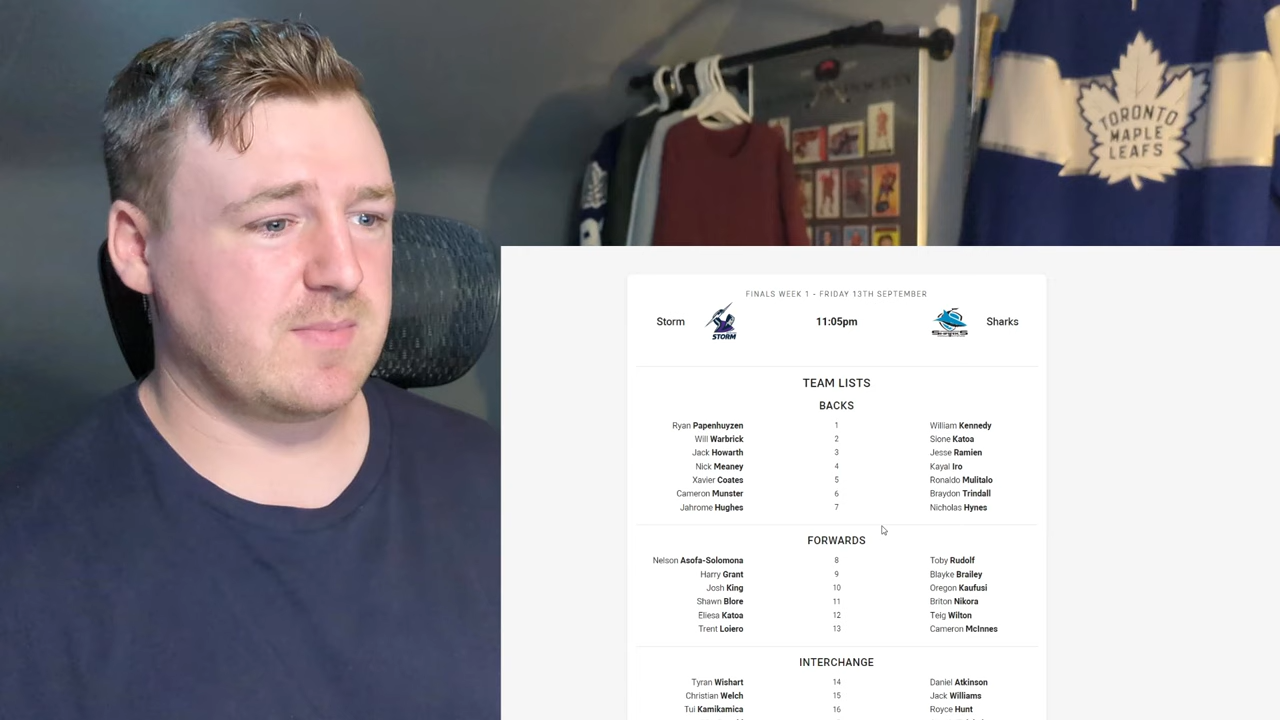 TORONTO
MAPLE
LEAFS
FINALS WEEK 1 - FRIDAY 13TH SEPTEMBER
Storm STORM 11:05pm Sharks
TEAM LISTS
BACKS
Ryan Papenhuyzen 1 William Kennedy
Will Warbrick 2 Sione Katoa
Jack Howarth 3 Jesse Ramien
Nick Meaney 4 Kayal Iro
Xavier Coates 5 Ronaldo Mulitalo
Cameron Munster 6 Braydon Trindall
Jahrome Hughes 7 Nicholas Hynes
FORWARDS
Nelson Asofa-Solomona 8 Toby Rudolf
Harry Grant 9 Blayke Brailey
Josh King 10 Oregon Kaufusi
Shawn Blore 11 Briton Nikora
Eliesa Katoa 12 Teig Wilton
Trent Loiero 13 Cameron McInnes
INTERCHANGE
Tyran Wishart 14 Daniel Atkinson
Christian Welch 15 Jack Williams
Tui Kamikamica 16 Royce Hunt